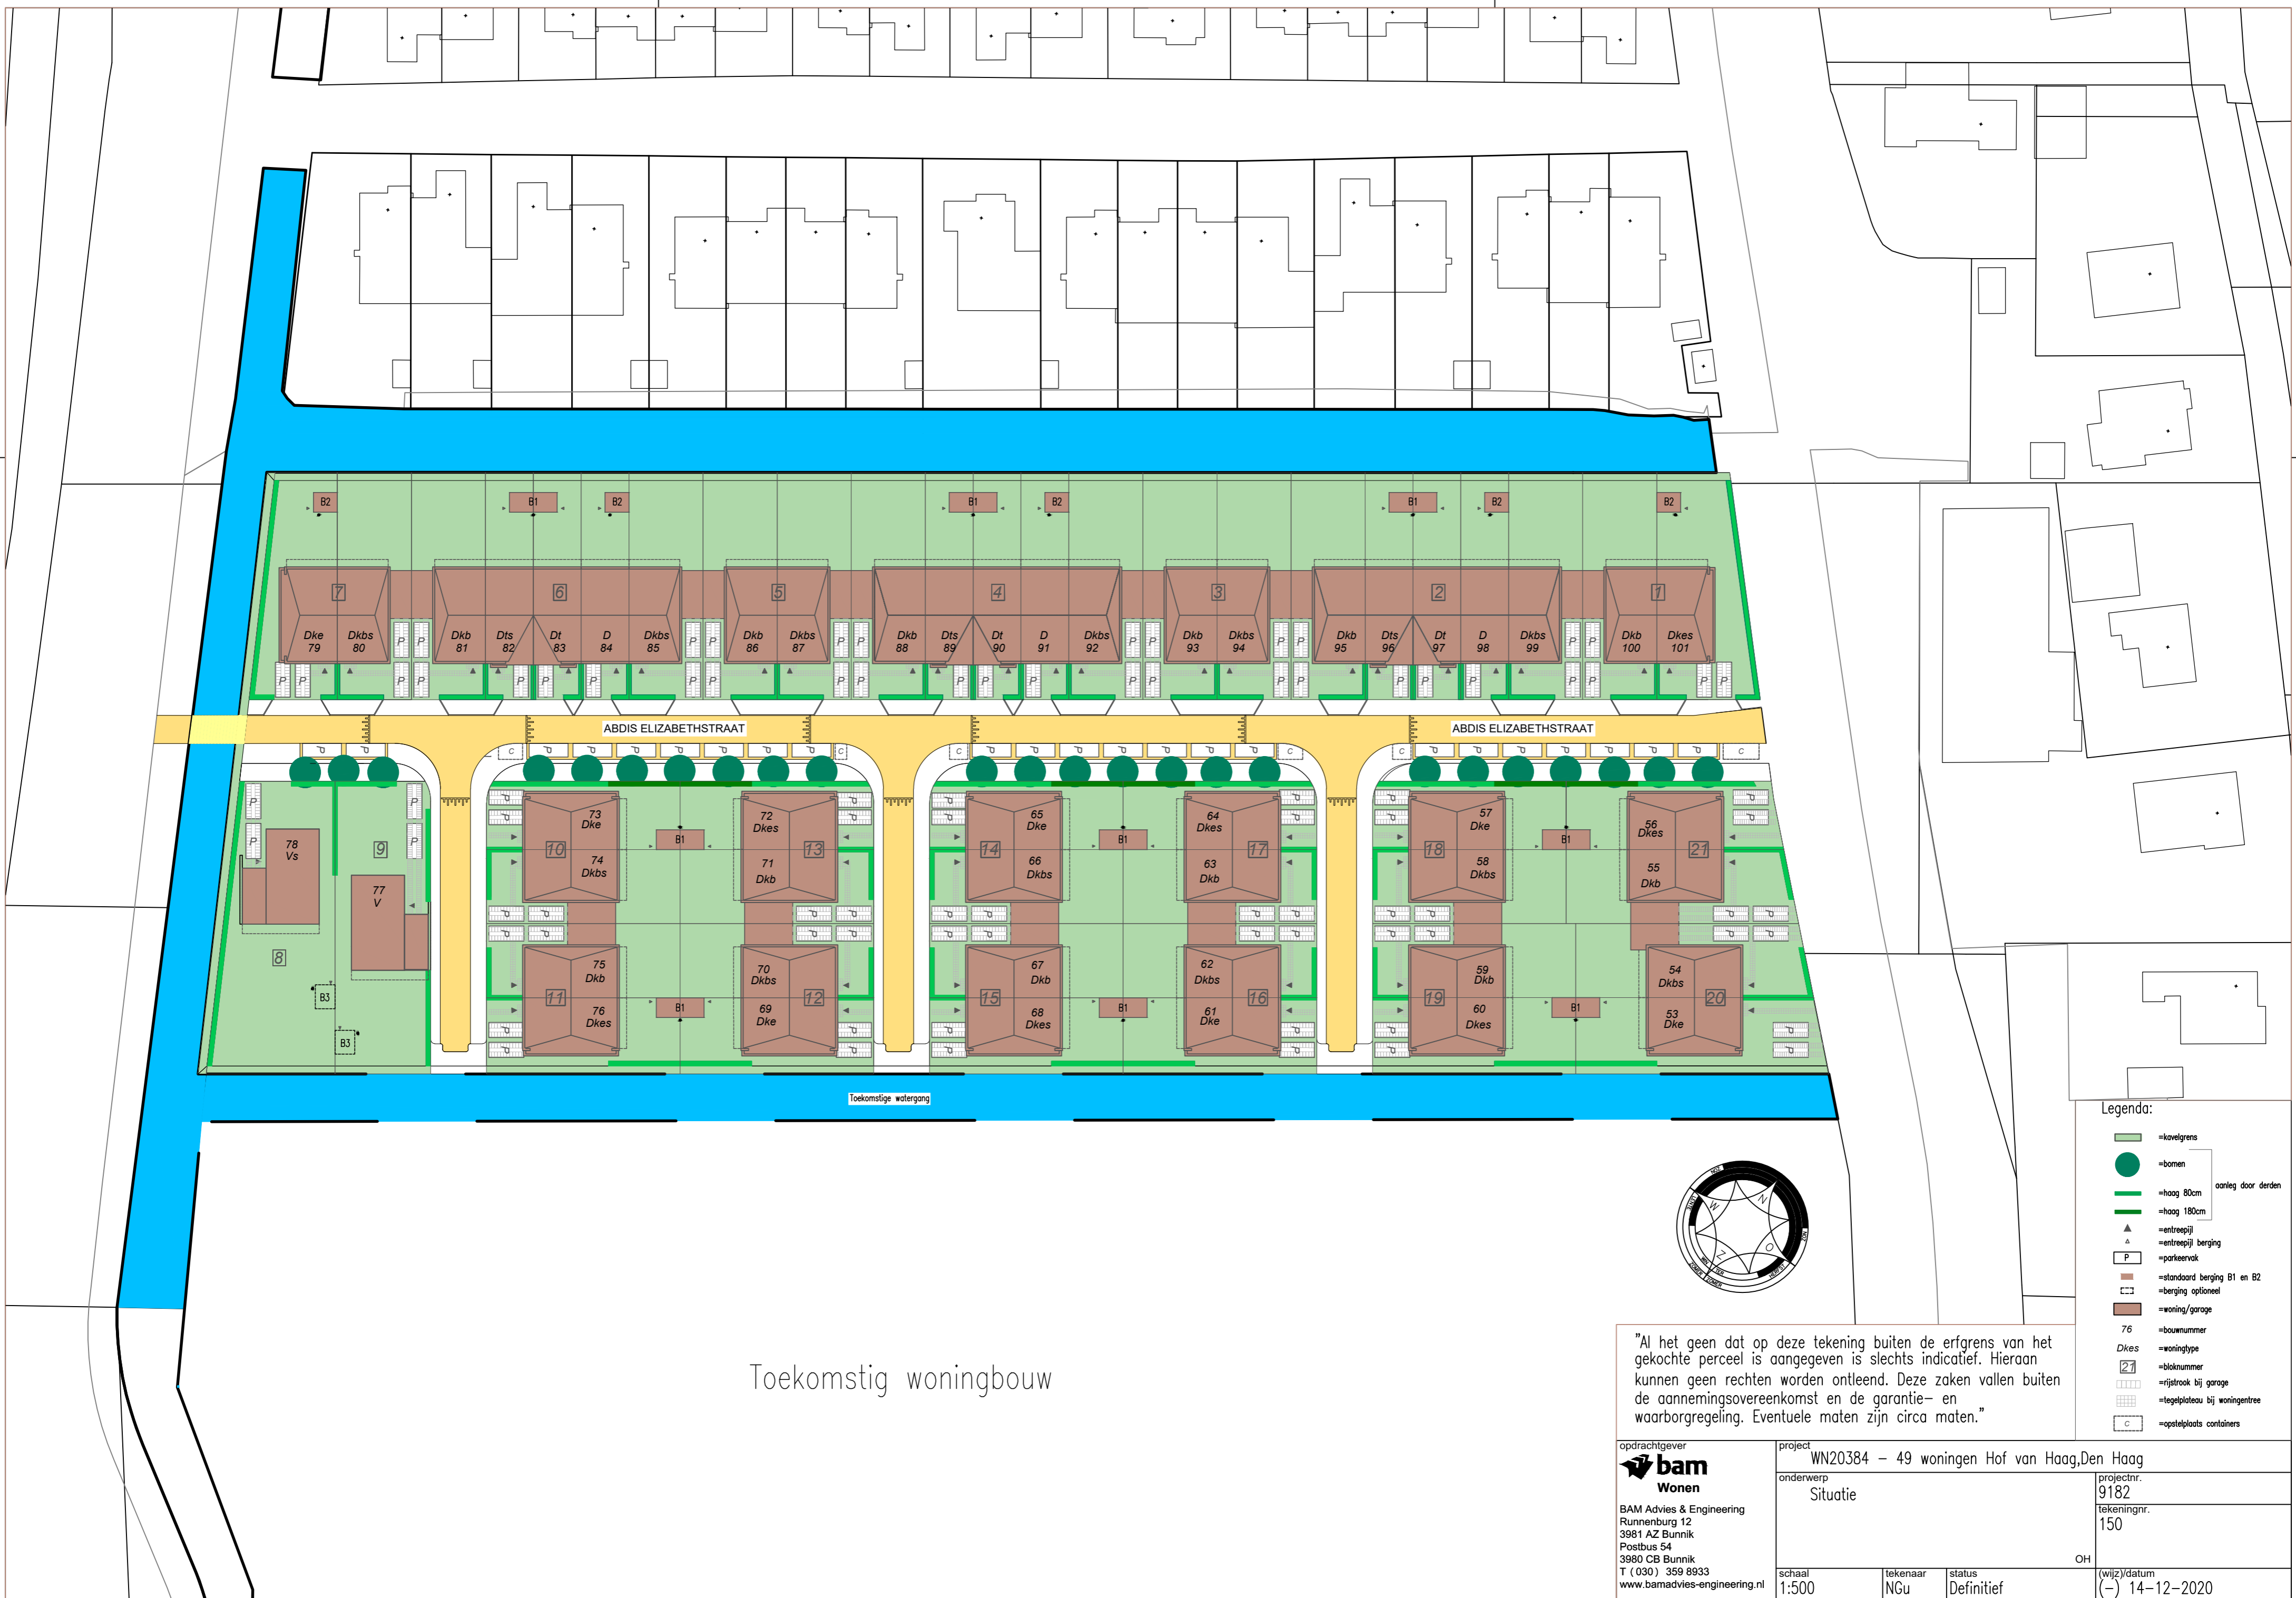 B2
B1
B2
B1
B2
B1
B2
B2
7
6
5
4
3
2
1
Dke 79
Dkbs 80
Dkb 81
Dts 82
Dt 83
D 84
Dkbs 85
Dkb 86
Dkbs 87
Dkb 88
Dts 89
Dt 90
D 91
Dkbs 92
Dkb 93
Dkbs 94
Dkb 95
Dts 96
Dt 97
D 98
Dkbs 99
Dkb 100
Dkes 101
P
ABDIS ELIZABETHSTRAAT
ABDIS ELIZABETHSTRAAT
C
C
C
C
C
C
78
Vs
9
77
V
8
B3
B3
73
Dke
10
74
Dkbs
B1
72
Dkes
13
71
Dkb
65
Dke
14
66
Dkbs
B1
64
Dkes
17
63
Dkb
57
Dke
18
58
Dkbs
B1
56
Dkes
21
55
Dkb
75
Dkb
11
76
Dkes
B1
70
Dkbs
12
69
Dke
67
Dkb
15
68
Dkes
B1
62
Dkbs
16
61
Dke
59
Dkb
19
60
Dkes
B1
54
Dkbs
20
53
Dke
Toekomstige watergang
Toekomstig woningbouw
N
O
Z
W
Legenda:
=kavelgrens
=bomen
aanleg door derden
=haag 80cm
=haag 180cm
=entreepijl
=entreepijl berging
P =parkeervak
=standaard berging B1 en B2
=berging optioneel
=woning/garage
76 =bouwnummer
Dkes =woningtype
21 =bloknummer
=rijstrook bij garage
=tegelplateau bij woningentree
C =opstelplaats containers
"Al het geen dat op deze tekening buiten de erfgrens van het
gekochte perceel is aangegeven is slechts indicatief. Hieraan
kunnen geen rechten worden ontleend. Deze zaken vallen buiten
de aannemingsovereenkomst en de garantie- en
waarborgregeling. Eventuele maten zijn circa maten."
opdrachtgever
bam
Wonen
BAM Advies & Engineering
Runnenburg 12
3981 AZ Bunnik
Postbus 54
3980 CB Bunnik
T (030) 359 8933
www.bamadvies-engineering.nl
project
WN20384 - 49 woningen Hof van Haag,Den Haag
onderwerp
Situatie
projectnr.
9182
tekeningnr.
150
OH
schaal
1:500
tekenaar
NGu
status
Definitief
(wijz)/datum
(-) 14-12-2020